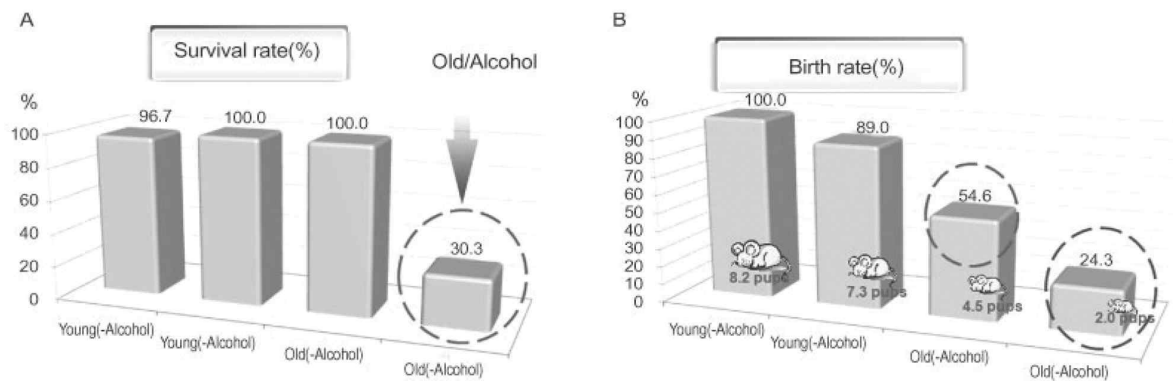 A
Survival rate(%)
Old/Alcohol
%
100
80
60
40
20
0
96.7
100.0
100.0
30.3
Young(-Alcohol)
Young(-Alcohol)
Old(-Alcohol)
Old(-Alcohol)
B
Birth rate(%)
%
100
90
80
70
60
50
40
30
20
10
0
100.0
89.0
54.6
24.3
8.2 pups
7.3 pups
4.5 pups
2.0 pups
Young(-Alcohol)
Young(-Alcohol)
Old(-Alcohol)
Old(-Alcohol)